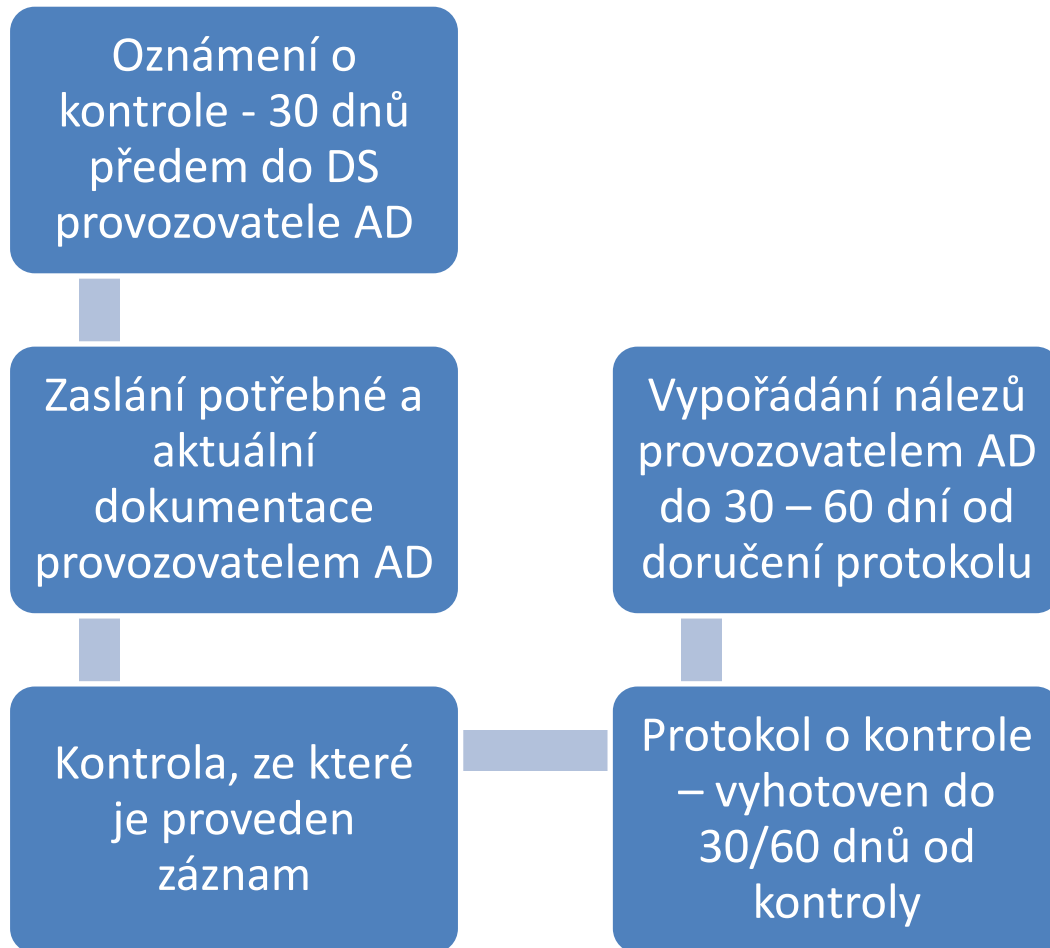 Oznámení o
kontrole - 30 dnů
předem do DS
provozovatele AD
Zaslání potřebné a
aktuální
dokumentace
provozovatelem AD
Kontrola, ze které
je proveden
záznam
Protokol o kontrole
– vyhotoven do
30/60 dnů od
kontroly
Vypořádání nálezů
provozovatelem AD
do 30 – 60 dní od
doručení protokolu